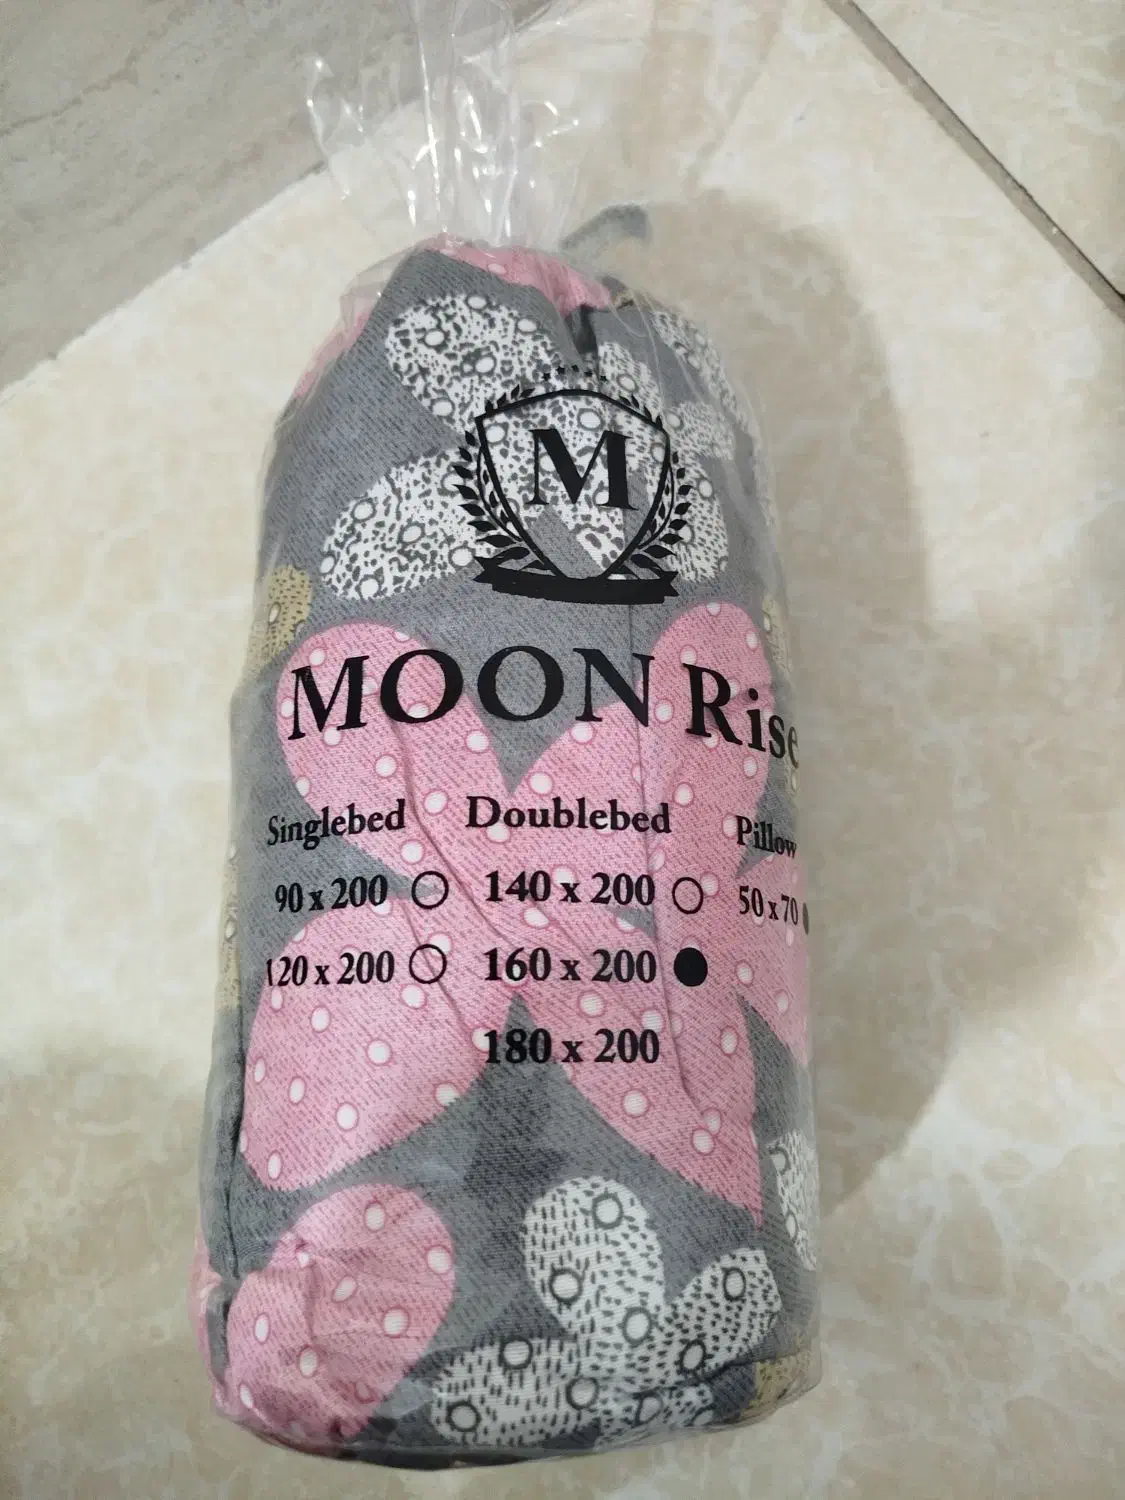 M
MOON Rise
Singlebed Doublebed Pillow
90 x 200 140 x 200 50 x 70
120 x 200 160 x 200
180 x 200